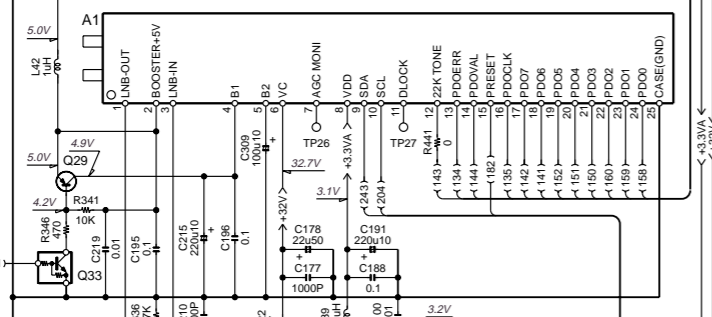 A1
5.0V
L42
1uH
LNB-OUT
BOOSTER+5V
LNB-IN
B1
B2
VC
AGC MONI
VDD
SDA
SCL
DLOCK
22K TONE
PDOERR
PDOVAL
PRESET
PDOCLK
PDO7
PDO6
PDO5
PDO4
PDO3
PDO2
PDO1
PDO0
CASE(GND)
1
2
3
4
5
6
7
8
9
10
11
12
13
14
15
16
17
18
19
20
21
22
23
24
25
4.9V
5.0V
Q29
C309
100u10
TP26
+3.3VA
TP27
R441
0
+3.3VA
32.7V
3.1V
243
204
143
134
144
182
135
142
141
152
151
150
160
159
158
4.2V
R341
10K
R346
470
C219
0.01
C195
0.1
C215
220u10
C196
0.1
+32V
C178
22u50
C177
1000P
C191
220u10
C188
0.1
Q33
3.2V